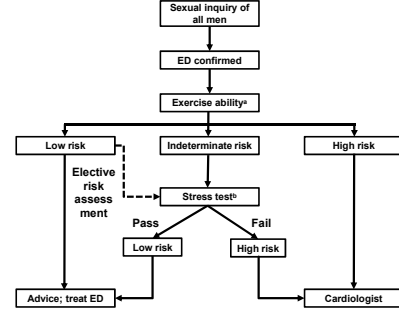 Sexual inquiry of
all men
ED confirmed
Exercise abilityᵃ
Low risk
Indeterminate risk
High risk
Elective
risk
assess
ment
Stress testᵇ
Pass
Fail
Low risk
High risk
Advice; treat ED
Cardiologist